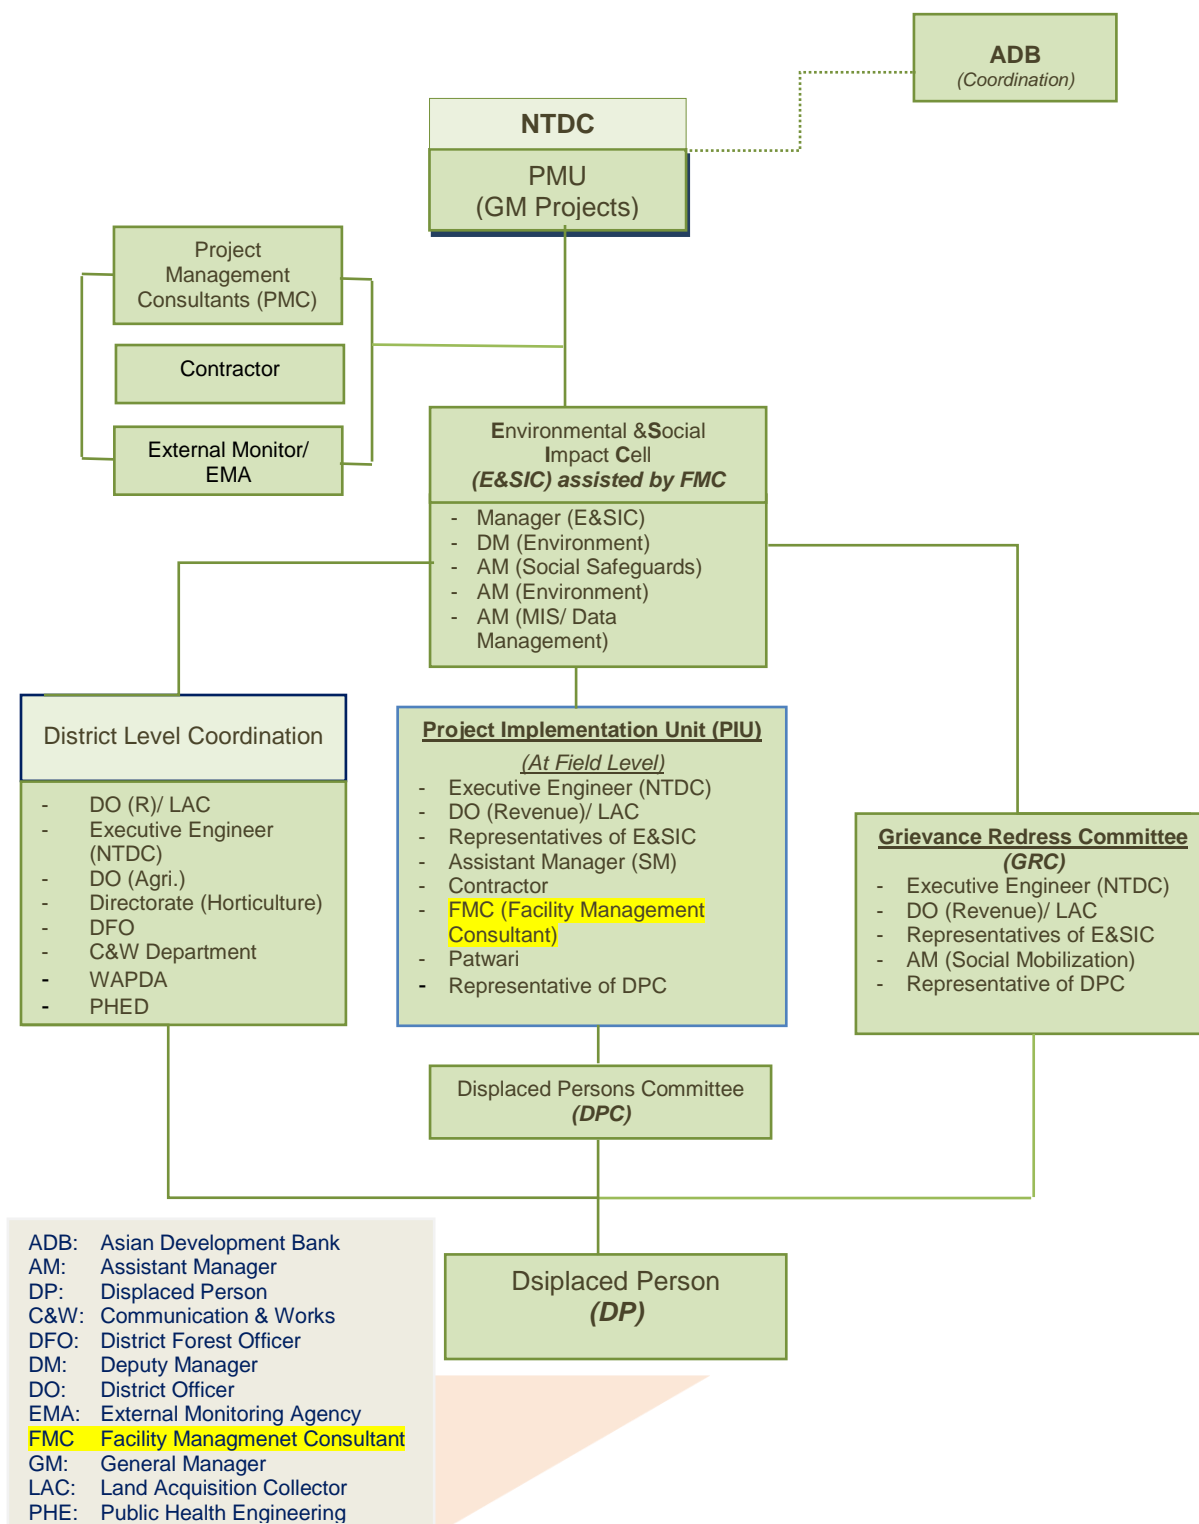 ADB
(Coordination)
NTDC
PMU
(GM Projects)
Project
Management
Consultants (PMC)
Contractor
External Monitor/
EMA
Environmental &Social
Impact Cell
(E&SIC) assisted by FMC
- Manager (E&SIC)
- DM (Environment)
- AM (Social Safeguards)
- AM (Environment)
- AM (MIS/ Data
Management)
District Level Coordination
- DO (R)/ LAC
- Executive Engineer
(NTDC)
- DO (Agri.)
- Directorate (Horticulture)
- DFO
- C&W Department
- WAPDA
- PHED
Project Implementation Unit (PIU)
(At Field Level)
- Executive Engineer (NTDC)
- DO (Revenue)/ LAC
- Representatives of E&SIC
- Assistant Manager (SM)
- Contractor
- FMC (Facility Management
Consultant)
- Patwari
- Representative of DPC
Grievance Redress Committee
(GRC)
- Executive Engineer (NTDC)
- DO (Revenue)/ LAC
- Representatives of E&SIC
- AM (Social Mobilization)
- Representative of DPC
Displaced Persons Committee
(DPC)
Dsiplaced Person
(DP)
ADB: Asian Development Bank
AM: Assistant Manager
DP: Displaced Person
C&W: Communication & Works
DFO: District Forest Officer
DM: Deputy Manager
DO: District Officer
EMA: External Monitoring Agency
FMC Facility Managmenet Consultant
GM: General Manager
LAC: Land Acquisition Collector
PHE: Public Health Engineering